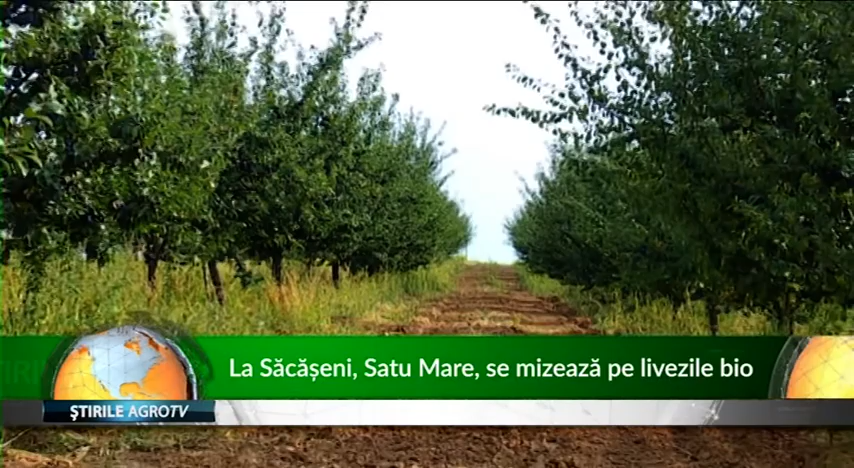 La Săcășeni, Satu Mare, se mizează pe livezile bio
ȘTIRILE AGROTV